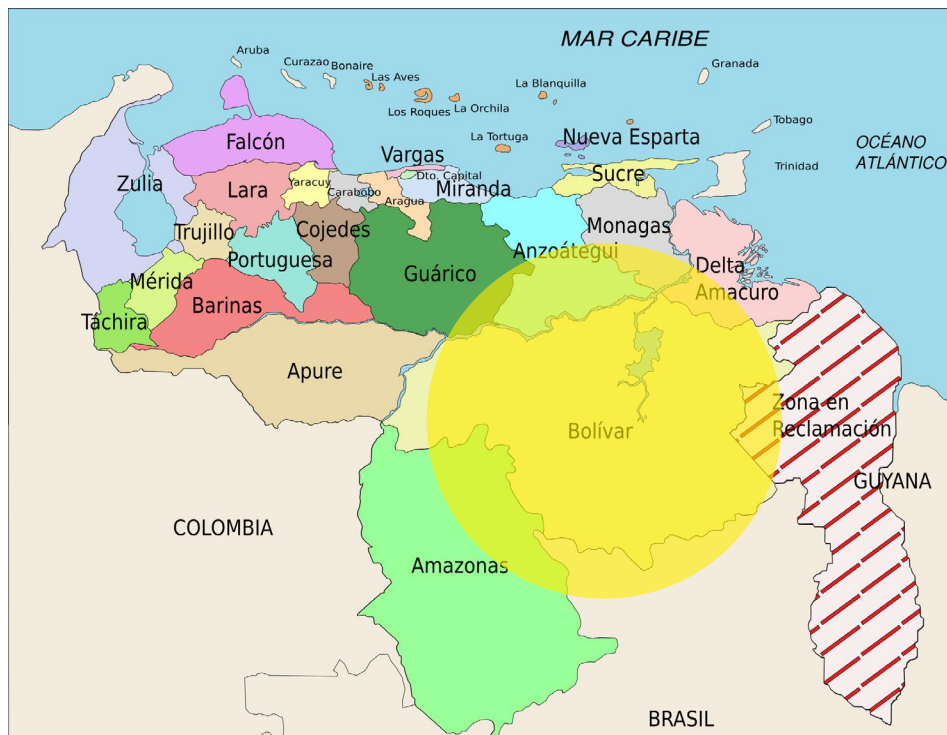 MAR CARIBE
Aruba
Curazao
Bonaire
Las Aves
Los Roques
La Orchila
La Blanquilla
Granada
La Tortuga
Nueva Esparta
Tobago
OCÉANO
ATLÁNTICO
Trinidad
Falcón
Vargas
Dto. Capital
Miranda
Sucre
Zulia
Lara
Yaracuy
Carabobo
Aragua
Trujillo
Cojedes
Monagas
Portuguesa
Anzoátegui
Guárico
Delta
Amacuro
Mérida
Barinas
Táchira
Apure
Bolívar
Zona en
Reclamación
GUYANA
COLOMBIA
Amazonas
BRASIL